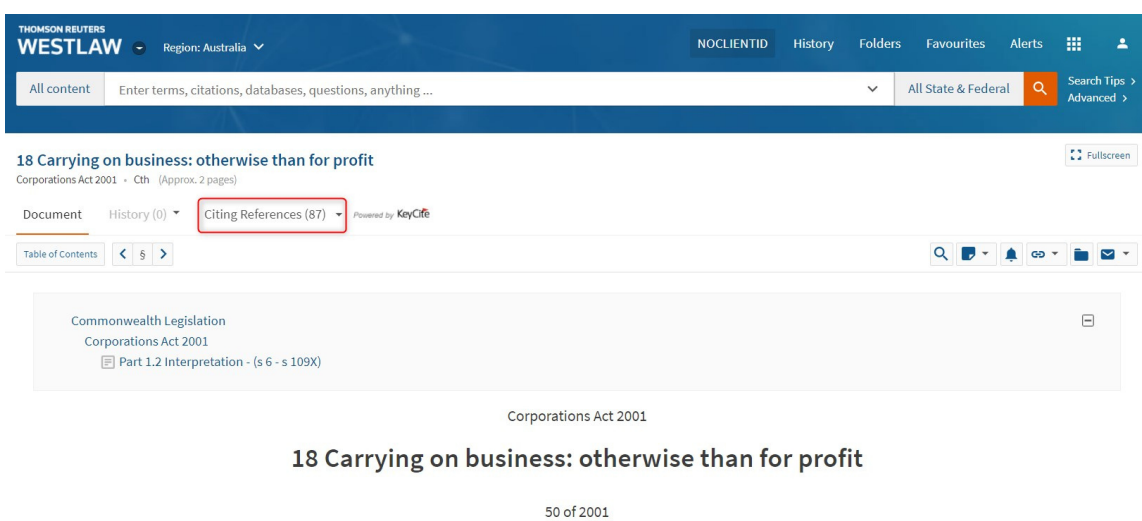 THOMSON REUTERS
WESTLAW Region: Australia NOCLIENTID History Folders Favourites Alerts
All content Enter terms, citations, databases, questions, anything ... All State & Federal Search Tips >
Advanced >
18 Carrying on business: otherwise than for profit Fullscreen
Corporations Act 2001 • Cth (Approx. 2 pages)
Document History (0) Citing References (87) Powered by KeyCite
Table of Contents < § >
Commonwealth Legislation
Corporations Act 2001
Part 1.2 Interpretation - (s 6 - s 109X)
Corporations Act 2001
18 Carrying on business: otherwise than for profit
50 of 2001